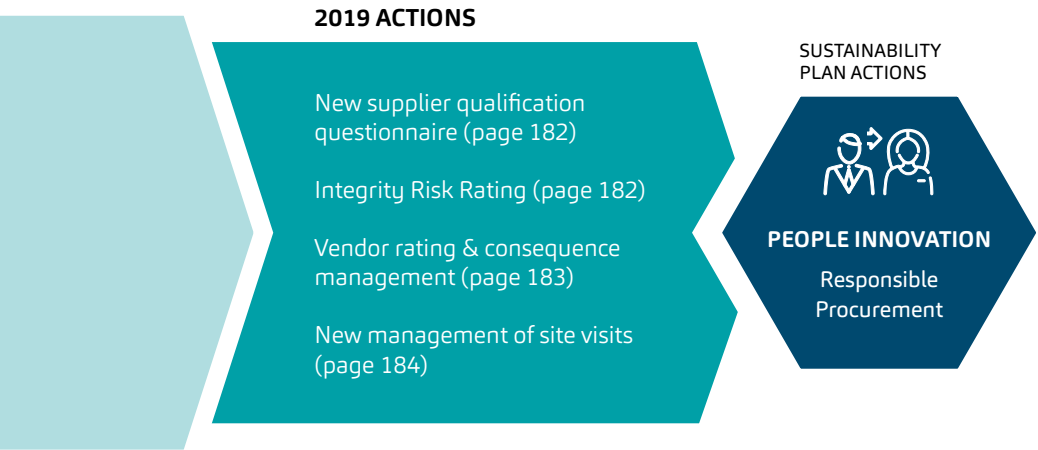 2019 ACTIONS
New supplier qualification
questionnaire (page 182)
Integrity Risk Rating (page 182)
Vendor rating & consequence
management (page 183)
New management of site visits
(page 184)
SUSTAINABILITY
PLAN ACTIONS
PEOPLE INNOVATION
Responsible
Procurement